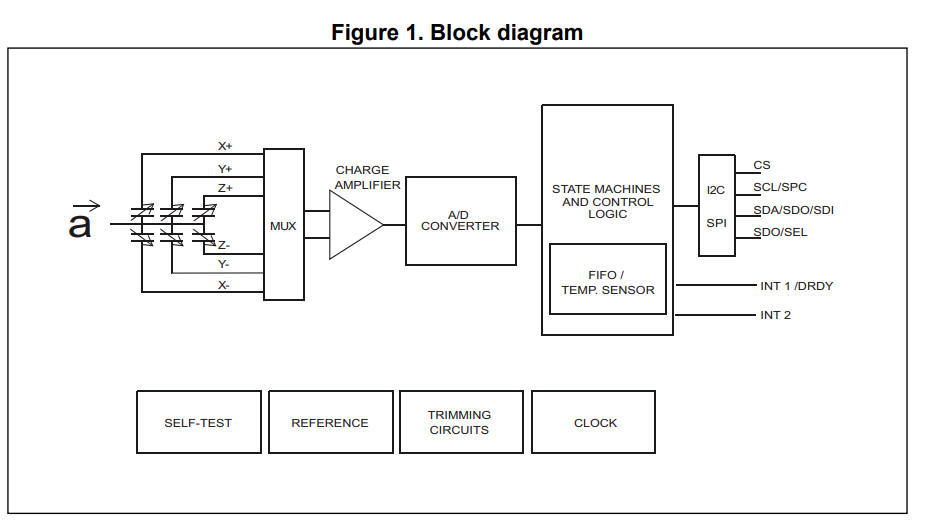 Figure 1. Block diagram
X+
Y+
Z+
a
Z-
Y-
X-
MUX
CHARGE
AMPLIFIER
A/D
CONVERTER
STATE MACHINES
AND CONTROL
LOGIC
FIFO /
TEMP. SENSOR
I2C
SPI
CS
SCL/SPC
SDA/SDO/SDI
SDO/SEL
INT 1 /DRDY
INT 2
SELF-TEST
REFERENCE
TRIMMING
CIRCUITS
CLOCK